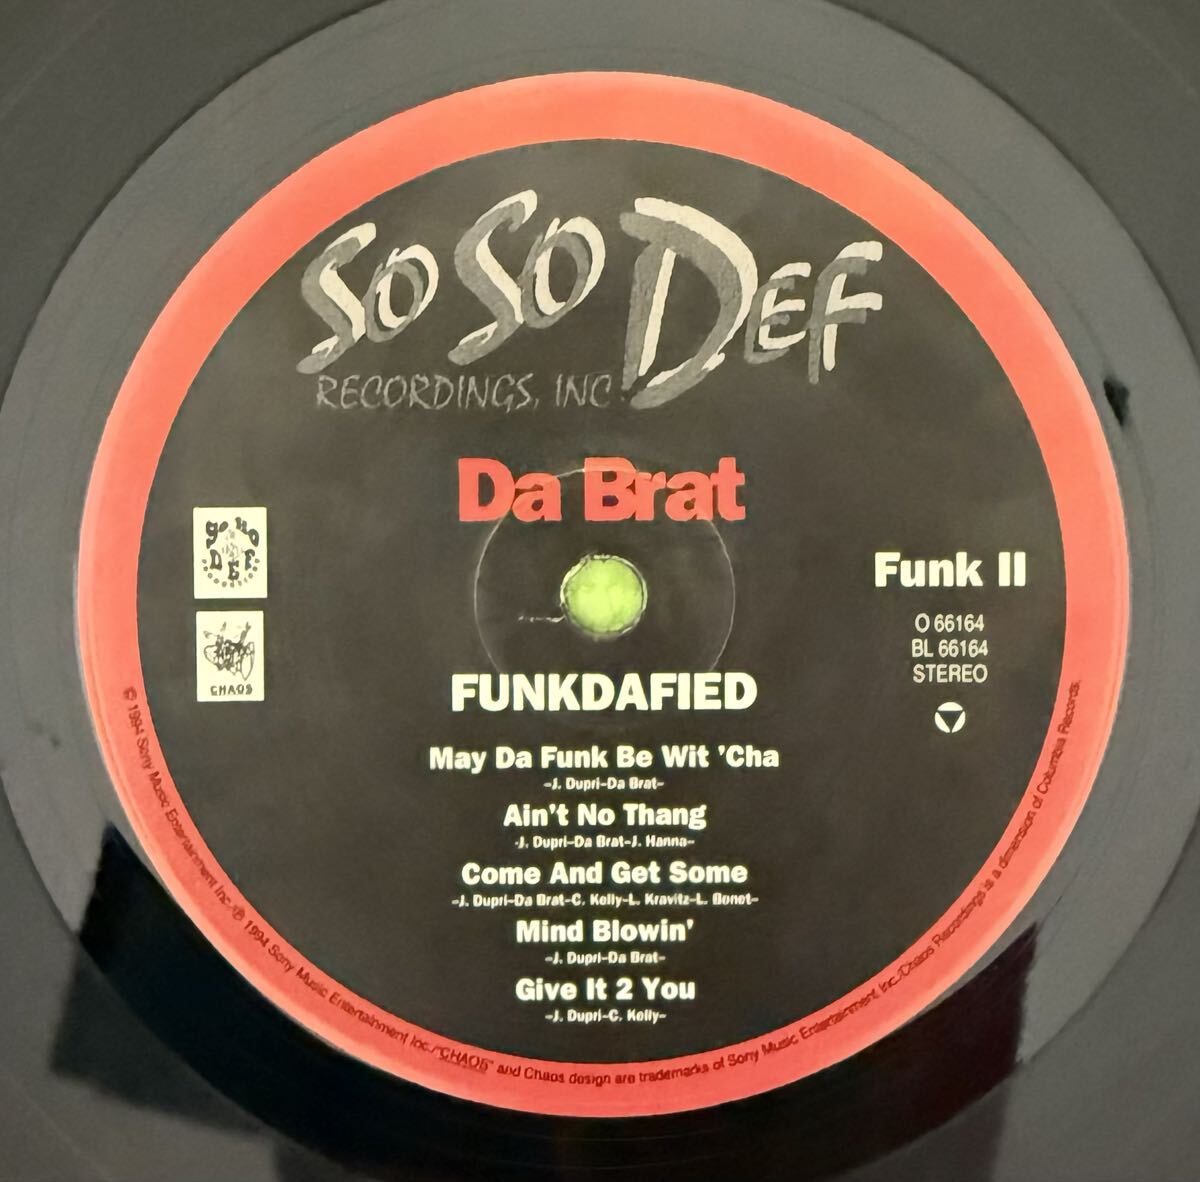 SO SO DEF
RECORDINGS, INC.
Da Brat
So So
DEF
CHAOS
Funk II
O 66164
BL 66164
STEREO
FUNKDAFIED
May Da Funk Be Wit 'Cha
-J. Dupri-Da Brat-
Ain't No Thang
-J. Dupri-Da Brat-J. Hanna-
Come And Get Some
-J. Dupri-Da Brat-C. Kelly-L. Kravitz-L. Bonet-
Mind Blowin'
-J. Dupri-Da Brat-
Give It 2 You
-J. Dupri-C. Kelly-
© 1994 Sony Music Entertainment Inc./℗ 1994 Sony Music Entertainment Inc./"CHAOS" and Chaos design are trademarks of Sony Music Entertainment Inc./Chaos Recordings is a dimension of Columbia Records.